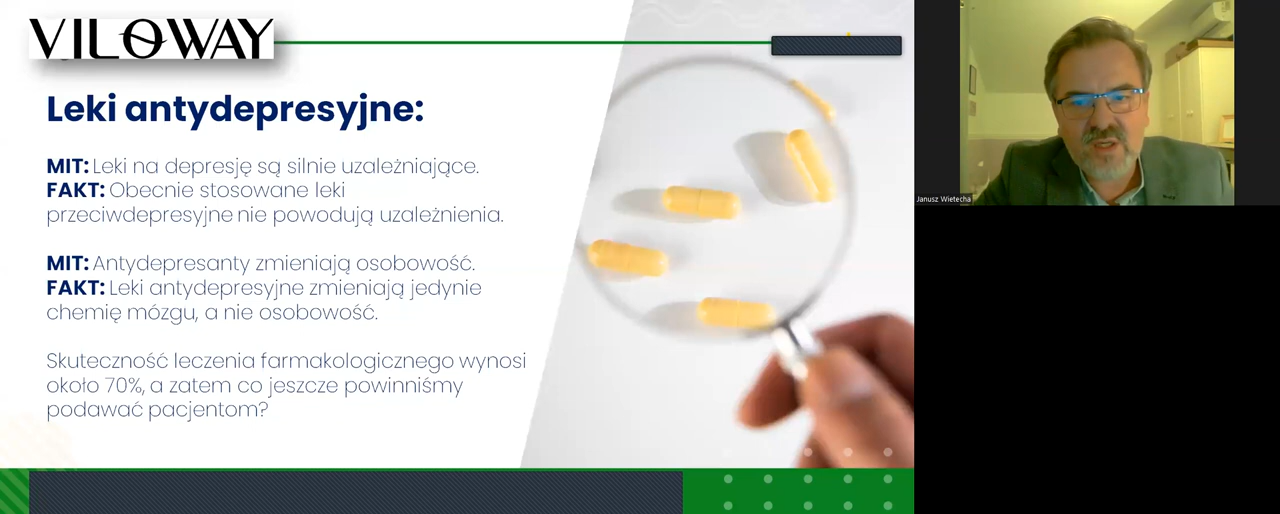 VILOWAY
Leki antydepresyjne:
MIT: Leki na depresję są silnie uzależniające.
FAKT: Obecnie stosowane leki
przeciwdepresyjne nie powodują uzależnienia.
MIT: Antydepresanty zmieniają osobowość.
FAKT: Leki antydepresyjne zmieniają jedynie
chemię mózgu, a nie osobowość.
Skuteczność leczenia farmakologicznego wynosi
około 70%, a zatem co jeszcze powinniśmy
podawać pacjentom?
Janusz Wietecha